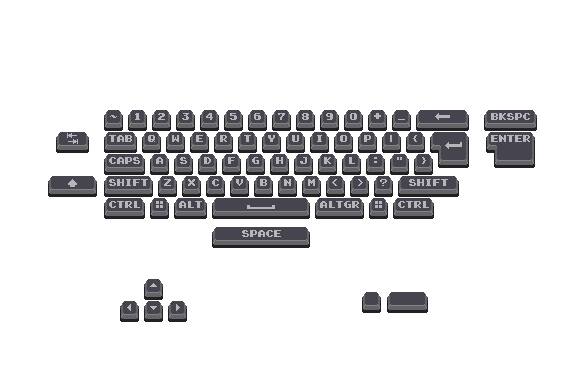 ~ 1 2 3 4 5 6 7 8 9 0 + _ ← BKSPC
⇤ ⇥ TAB Q W E R T Y U I O P | { ← ENTER
CAPS A S D F G H J K L : " }
SHIFT Z X C V B N M < > ? SHIFT
CTRL ALT ALTGR CTRL
SPACE